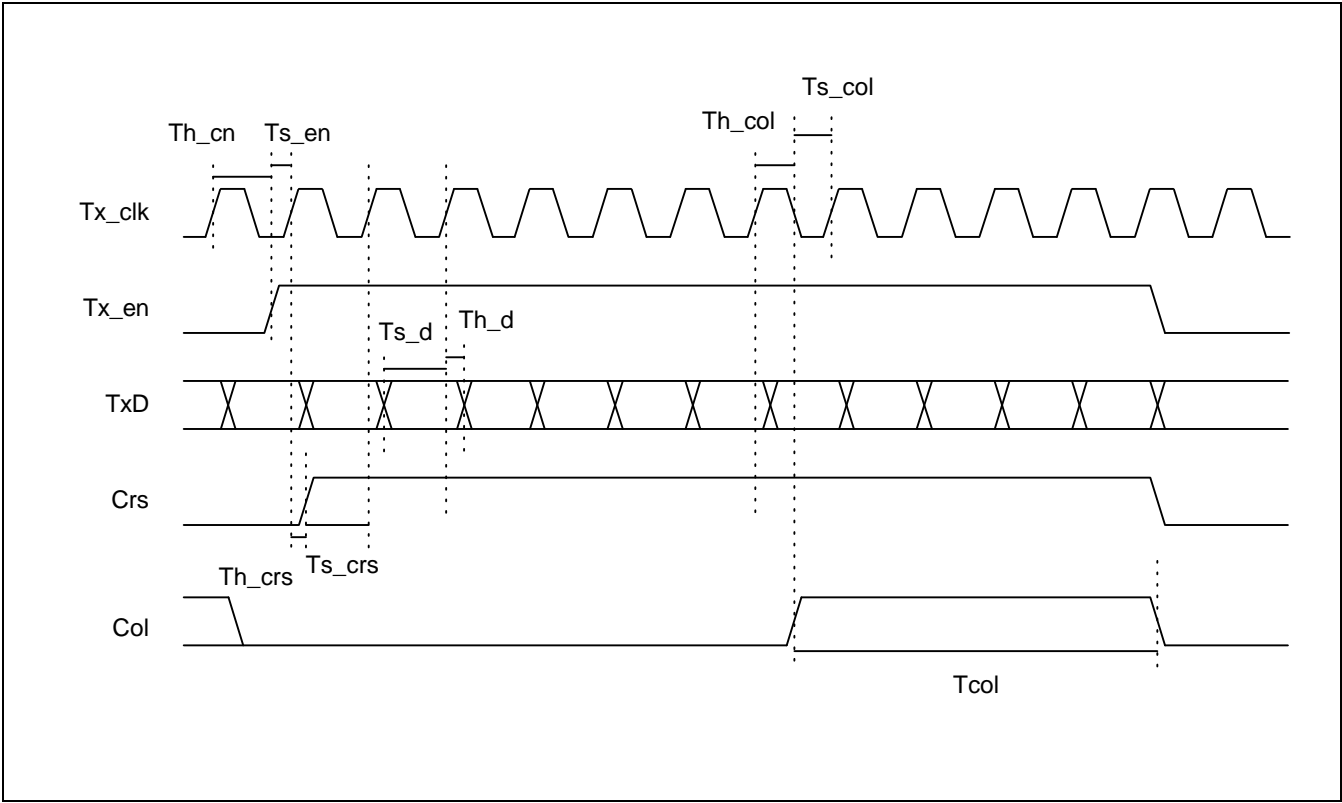 Ts_col
Th_cn
Ts_en
Th_col
Tx_clk
Tx_en
Ts_d
Th_d
TxD
Crs
Ts_crs
Th_crs
Col
Tcol